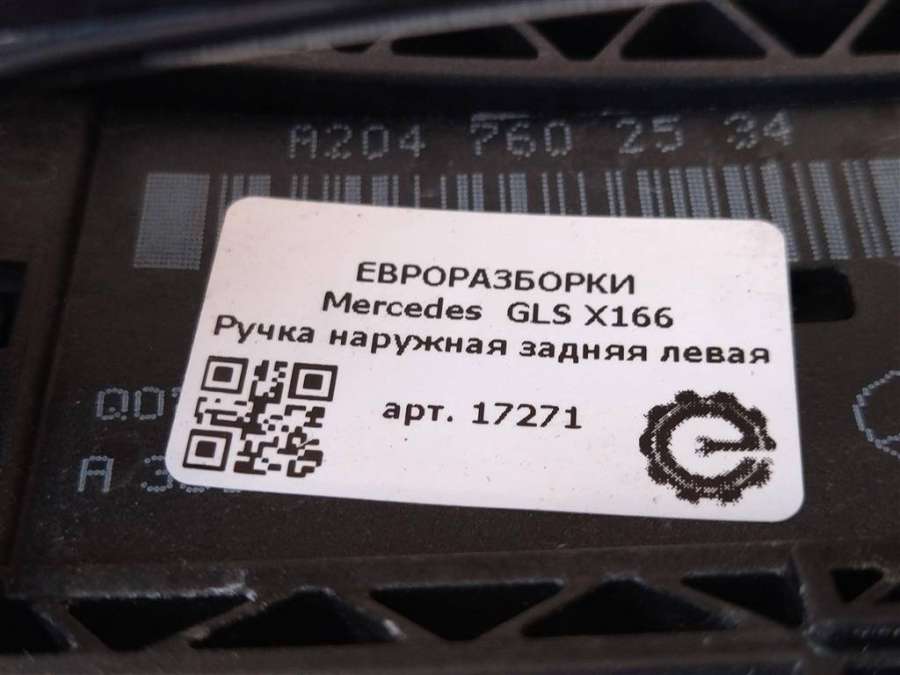 A204 760 25 34
ЕВРОРАЗБОРКИ
Mercedes GLS X166
Ручка наружная задняя левая
арт. 17271
A